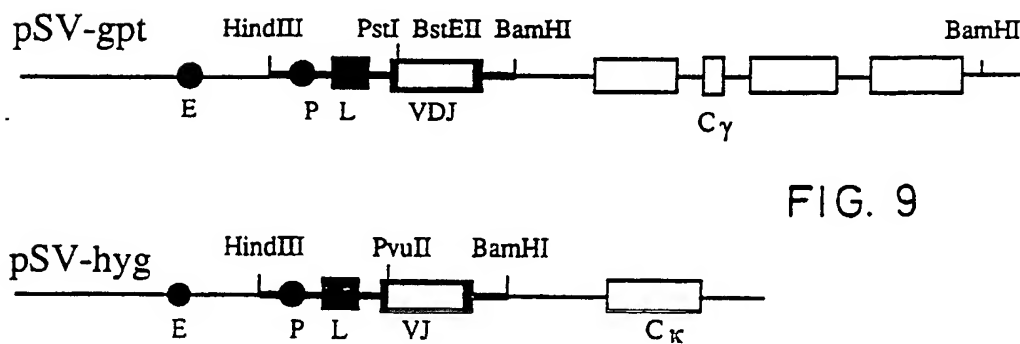 pSV-gpt
HindIII PstI BstEII BamHI BamHI
E P L VDJ Cγ
FIG. 9
pSV-hyg
HindIII PvuII BamHI
E P L VJ Cκ